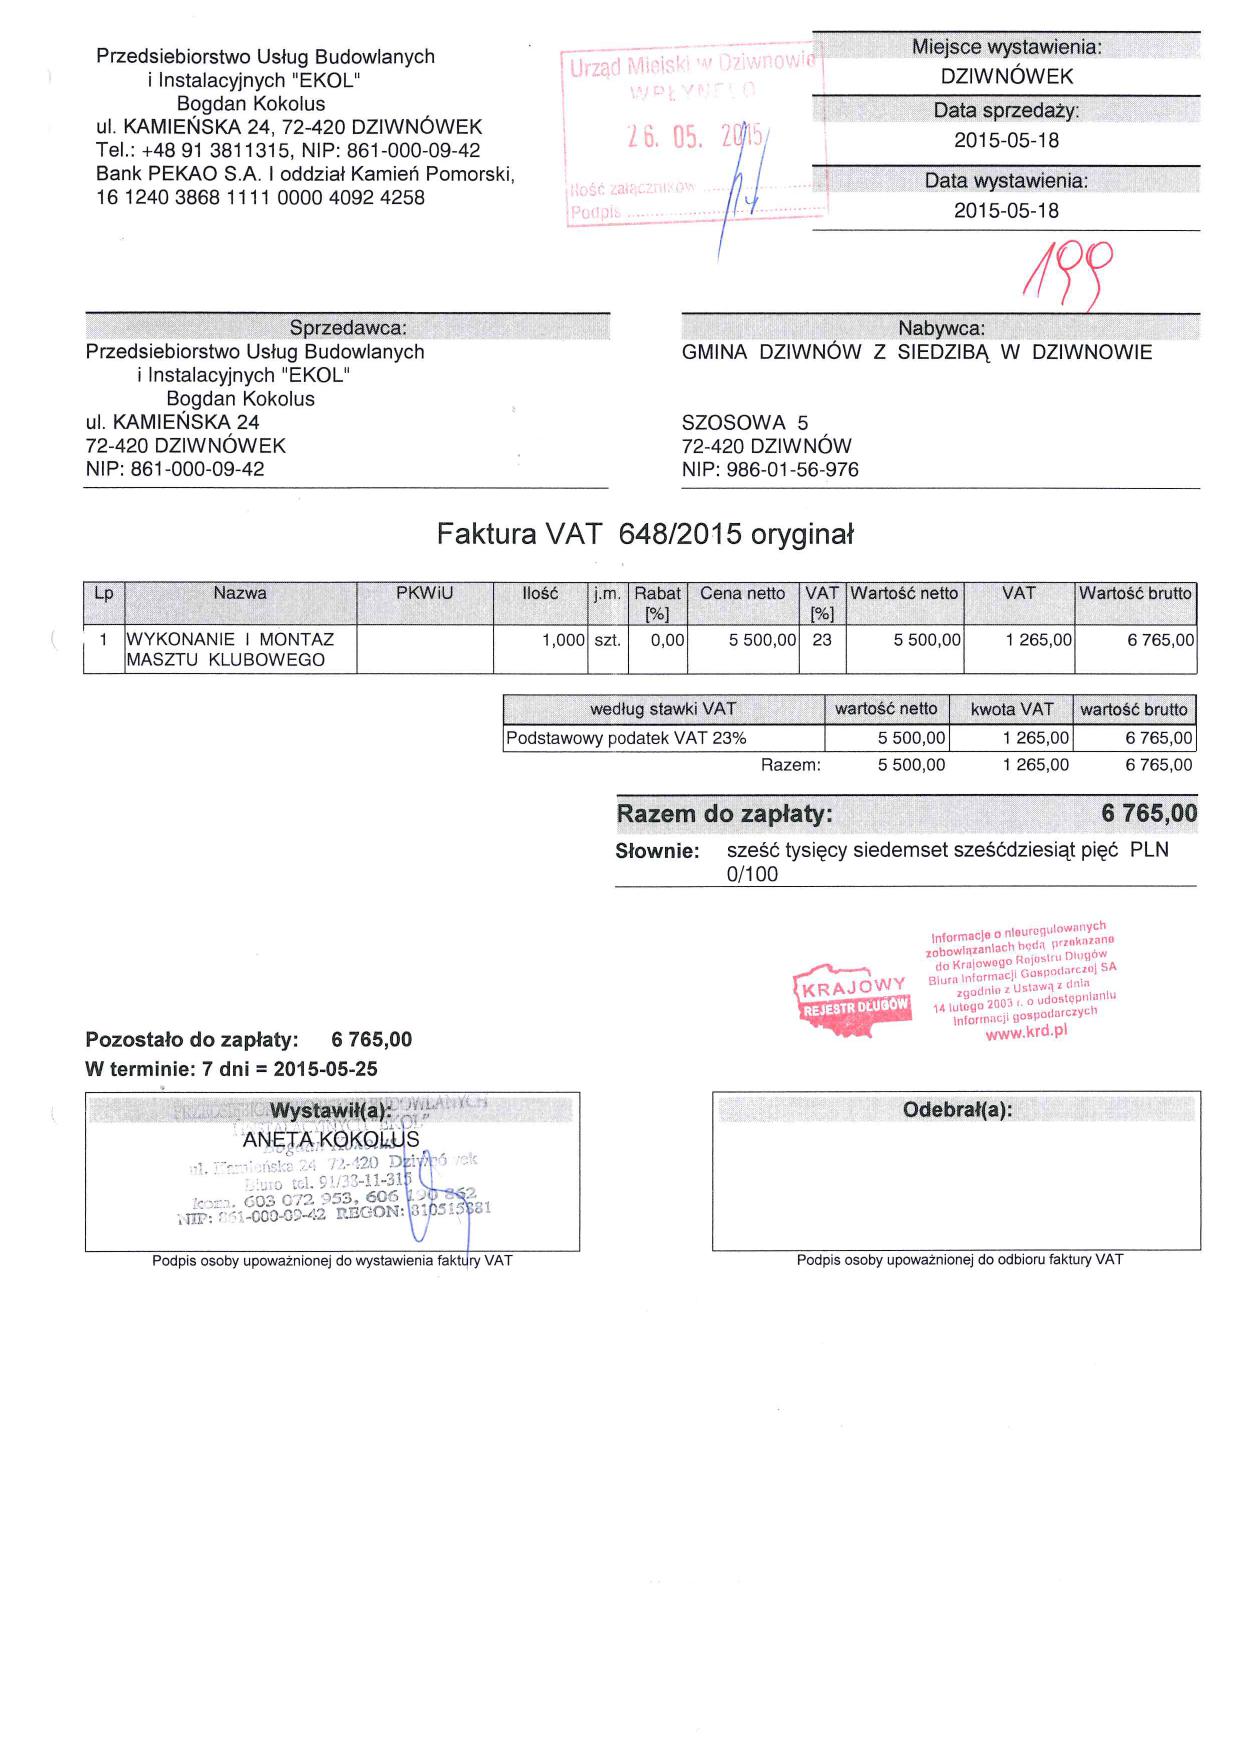 Przedsiebiorstwo Usług Budowlanych
i Instalacyjnych "EKOL"
Bogdan Kokolus
ul. KAMIEŃSKA 24, 72-420 DZIWNÓWEK
Tel.: +48 91 3811315, NIP: 861-000-09-42
Bank PEKAO S.A. I oddział Kamień Pomorski,
16 1240 3868 1111 0000 4092 4258
Urząd Miejski w Dziwnowie
WPŁYNĘŁO
26. 05. 2015
Ilość załączników ..............
Podpis ..............
Miejsce wystawienia:
DZIWNÓWEK
Data sprzedaży:
2015-05-18
Data wystawienia:
2015-05-18
199
Sprzedawca:
Przedsiebiorstwo Usług Budowlanych
i Instalacyjnych "EKOL"
Bogdan Kokolus
ul. KAMIEŃSKA 24
72-420 DZIWNÓWEK
NIP: 861-000-09-42
Nabywca:
GMINA DZIWNÓW Z SIEDZIBĄ W DZIWNOWIE
SZOSOWA 5
72-420 DZIWNÓW
NIP: 986-01-56-976
Faktura VAT 648/2015 oryginał
Lp Nazwa PKWiU Ilość j.m. Rabat [%] Cena netto VAT [%] Wartość netto VAT Wartość brutto
1 WYKONANIE I MONTAZ 1,000 szt. 0,00 5 500,00 23 5 500,00 1 265,00 6 765,00
MASZTU KLUBOWEGO
według stawki VAT wartość netto kwota VAT wartość brutto
Podstawowy podatek VAT 23% 5 500,00 1 265,00 6 765,00
Razem: 5 500,00 1 265,00 6 765,00
Razem do zapłaty: 6 765,00
Słownie: sześć tysięcy siedemset sześćdziesiąt pięć PLN
0/100
KRAJOWY
REJESTR DŁUGÓW
Informacje o nieuregulowanych
zobowiązaniach będą przekazane
do Krajowego Rejestru Długów
Biura Informacji Gospodarczej SA
zgodnie z Ustawą z dnia
14 lutego 2003 r. o udostępnianiu
Informacji gospodarczych
www.krd.pl
Pozostało do zapłaty: 6 765,00
W terminie: 7 dni = 2015-05-25
Wystawił(a):
ANETA KOKOLUS
ul. Kamieńska 24 72-420
Biuro tel. 91/33-11-315
kom. 603 072 953, 606 190 862
NIP: 861-000-09-42 REGON: 810515881
Podpis osoby upoważnionej do wystawienia faktury VAT
Odebrał(a):
Podpis osoby upoważnionej do odbioru faktury VAT